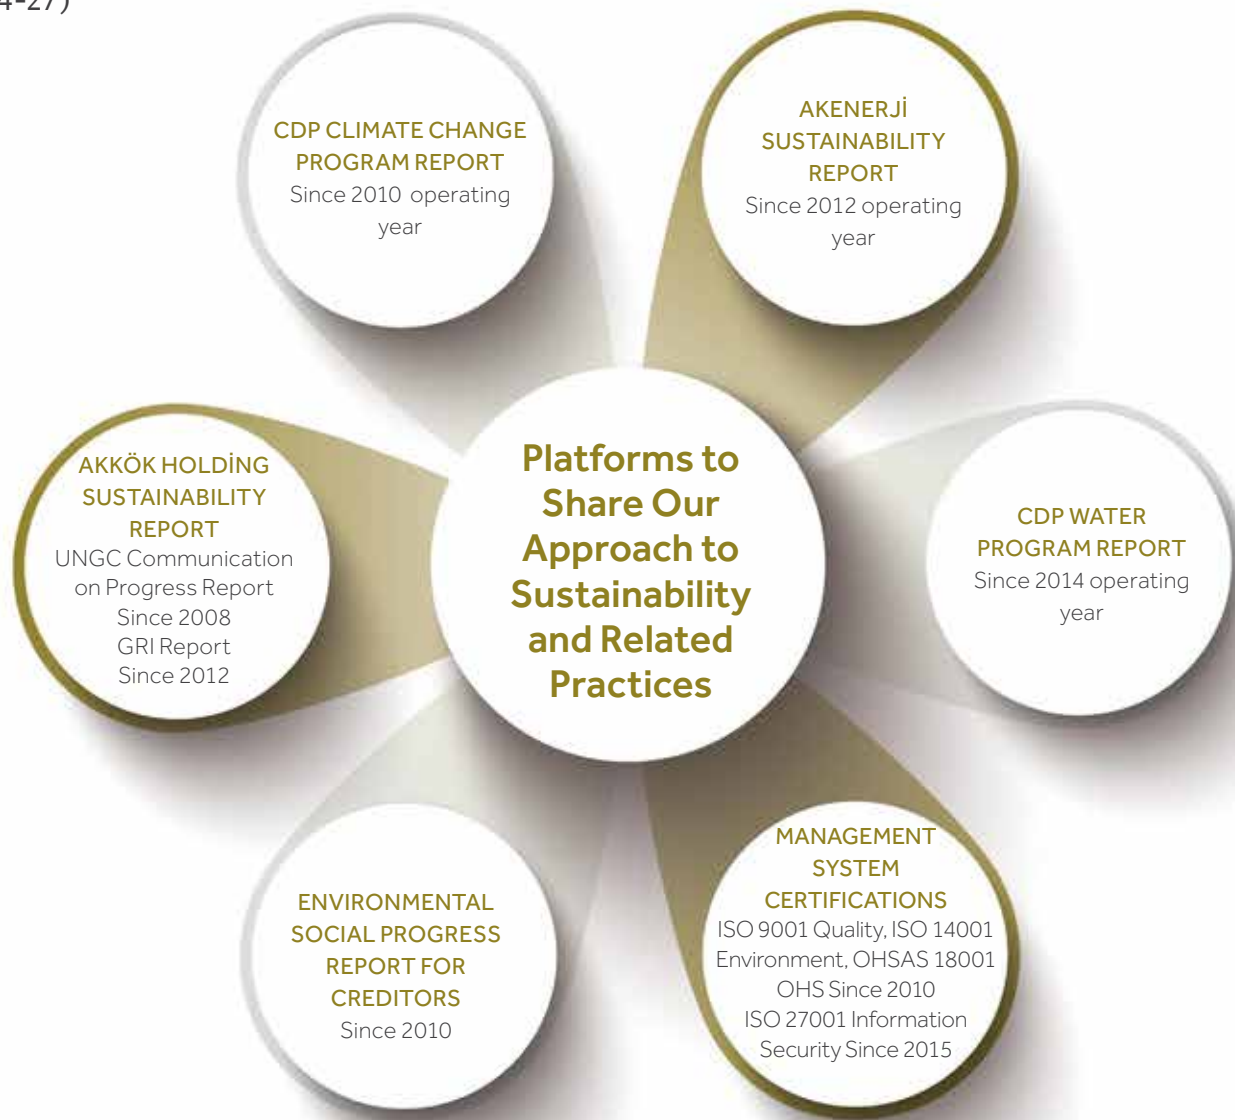 4-27)
CDP CLIMATE CHANGE
PROGRAM REPORT
Since 2010 operating
year
AKENERJİ
SUSTAINABILITY
REPORT
Since 2012 operating
year
AKKÖK HOLDİNG
SUSTAINABILITY
REPORT
UNGC Communication
on Progress Report
Since 2008
GRI Report
Since 2012
Platforms to
Share Our
Approach to
Sustainability
and Related
Practices
CDP WATER
PROGRAM REPORT
Since 2014 operating
year
ENVIRONMENTAL
SOCIAL PROGRESS
REPORT FOR
CREDITORS
Since 2010
MANAGEMENT
SYSTEM
CERTIFICATIONS
ISO 9001 Quality, ISO 14001
Environment, OHSAS 18001
OHS Since 2010
ISO 27001 Information
Security Since 2015